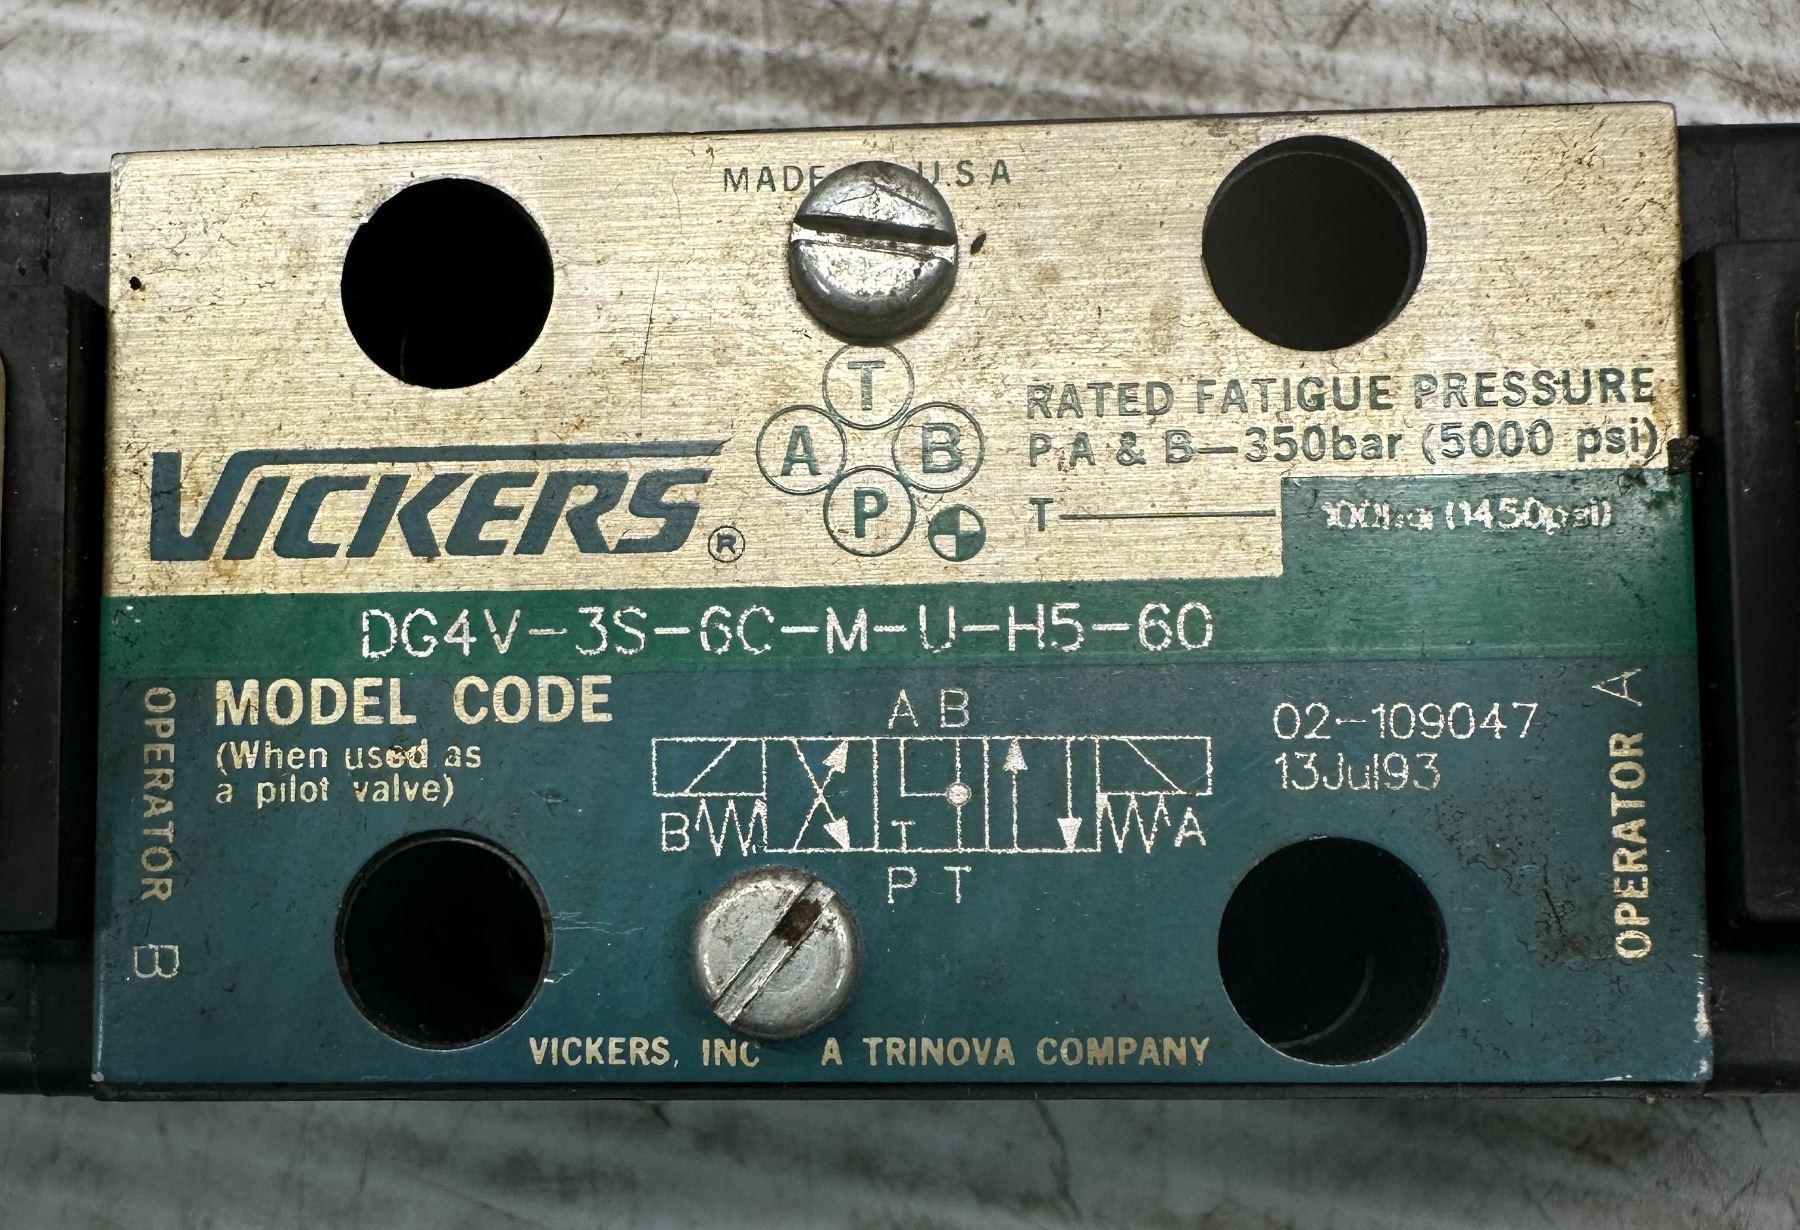 MADE U.S.A
T
A B
P
RATED FATIGUE PRESSURE
P.A & B—350bar (5000 psi)
T
(1450psi)
VICKERS ®
DG4V-3S-6C-M-U-H5-60
MODEL CODE
(When used as
a pilot valve)
OPERATOR B
A B
B T A
P T
02-109047
13Jul93
OPERATOR A
VICKERS, INC A TRINOVA COMPANY